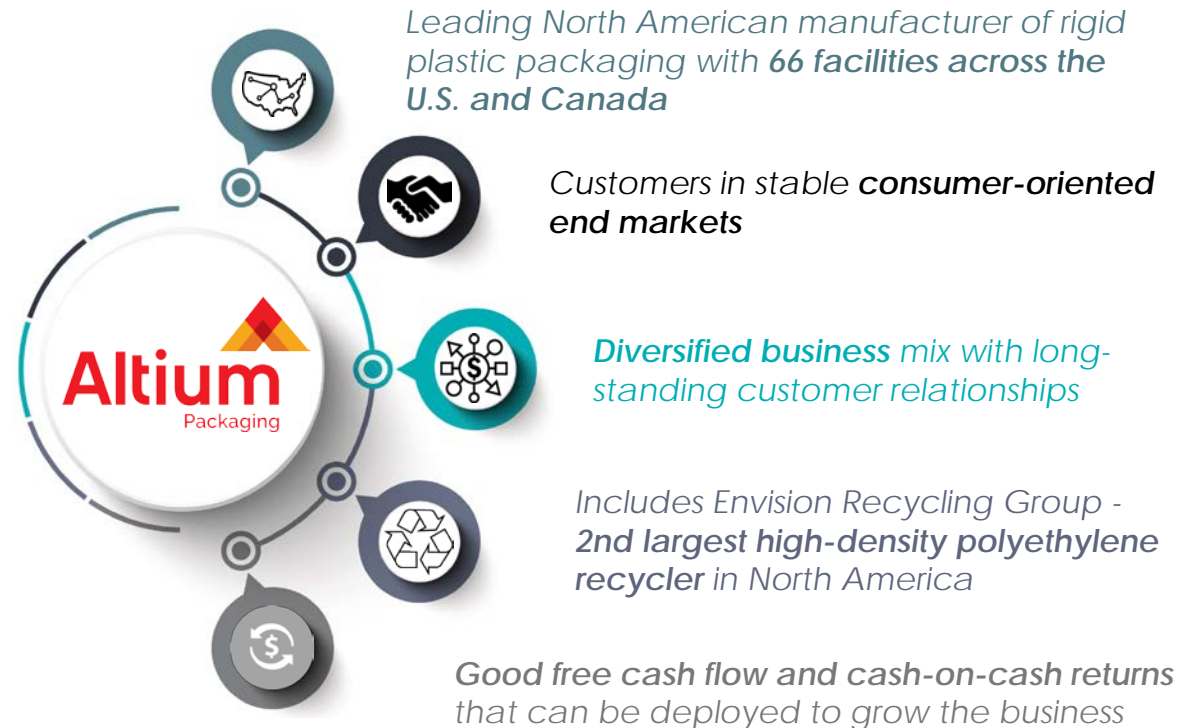 Leading North American manufacturer of rigid
plastic packaging with 66 facilities across the
U.S. and Canada
Customers in stable consumer-oriented
end markets
Altium
Packaging
$
Diversified business mix with long-
standing customer relationships
Includes Envision Recycling Group -
2nd largest high-density polyethylene
recycler in North America
$
Good free cash flow and cash-on-cash returns
that can be deployed to grow the business